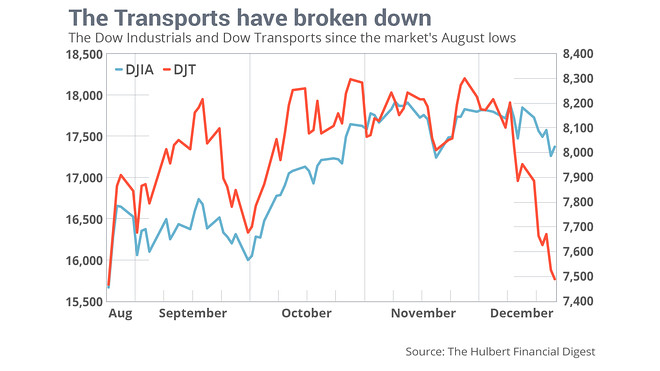 The Transports have broken down
The Dow Industrials and Dow Transports since the market's August lows
DJIA DJT
18,500 8,400
8,300
18,000 8,200
8,100
17,500 8,000
17,000 7,900
7,800
16,500 7,700
16,000 7,600
7,500
15,500 7,400
Aug September October November December
Source: The Hulbert Financial Digest